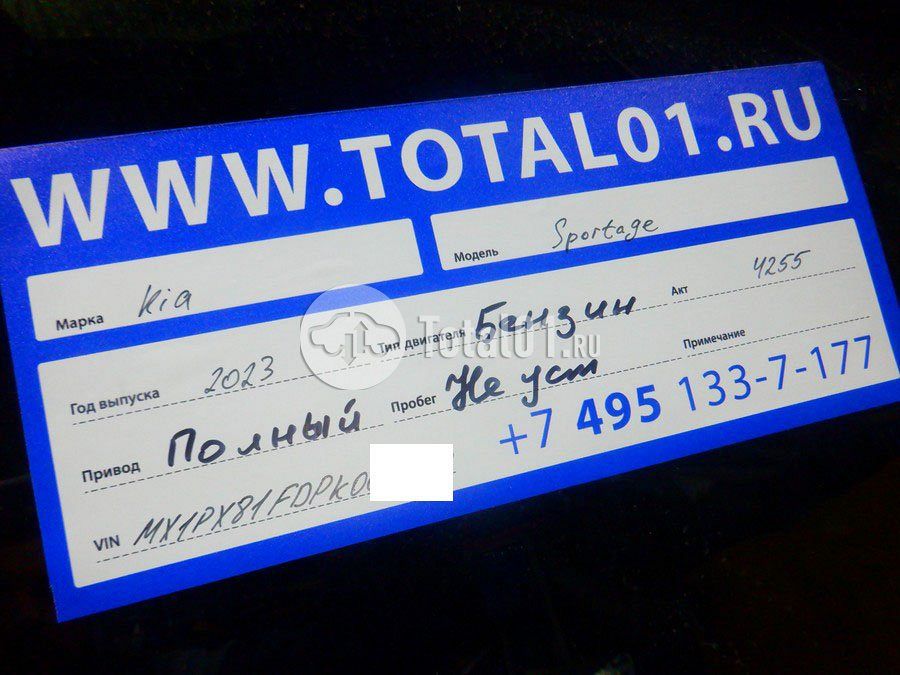 WWW.TOTAL01.RU
Марка Kia Модель Sportage
Год выпуска 2023 Тип двигателя Бензин Акт 4255
Total01.RU
Привод Полный Пробег Не уст Примечание
+7 495 133-7-177
VIN MX1PX81FDPK0